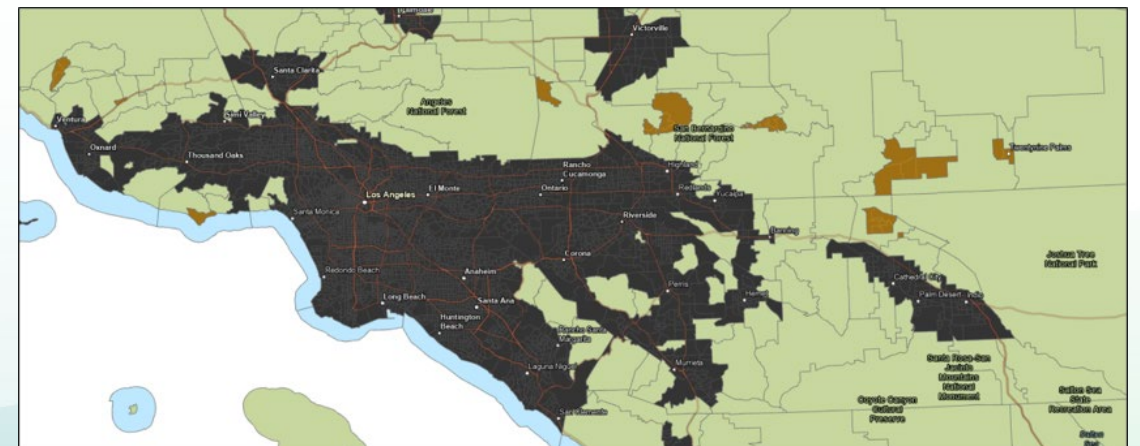 Palmdale
Victorville
Santa Clarita
Angeles
National Forest
San Bernardino
National Forest
Twentynine Palms
Ventura
Simi Valley
Oxnard
Thousand Oaks
Rancho
Cucamonga
Highland
Los Angeles
El Monte
Ontario
Redlands
Yucaipa
Santa Monica
Riverside
Banning
Corona
Joshua Tree
National Park
Redondo Beach
Anaheim
Perris
Hemet
Cathedral City
Long Beach
Santa Ana
Palm Desert - Indio
Huntington
Beach
Rancho Santa
Margarita
Laguna Niguel
Murrieta
Santa Rosa-San
Jacinto
Mountains
National
Monument
San Clemente
Coyote Canyon
Cultural
Preserve
Salton Sea
State
Recreation Area